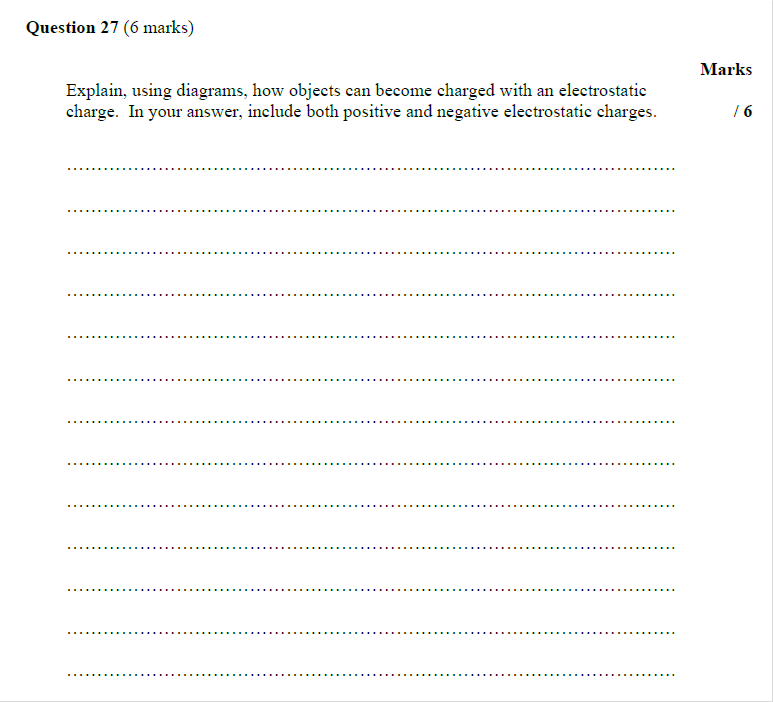 Question 27 (6 marks)
Marks
Explain, using diagrams, how objects can become charged with an electrostatic
charge.  In your answer, include both positive and negative electrostatic charges.
/ 6